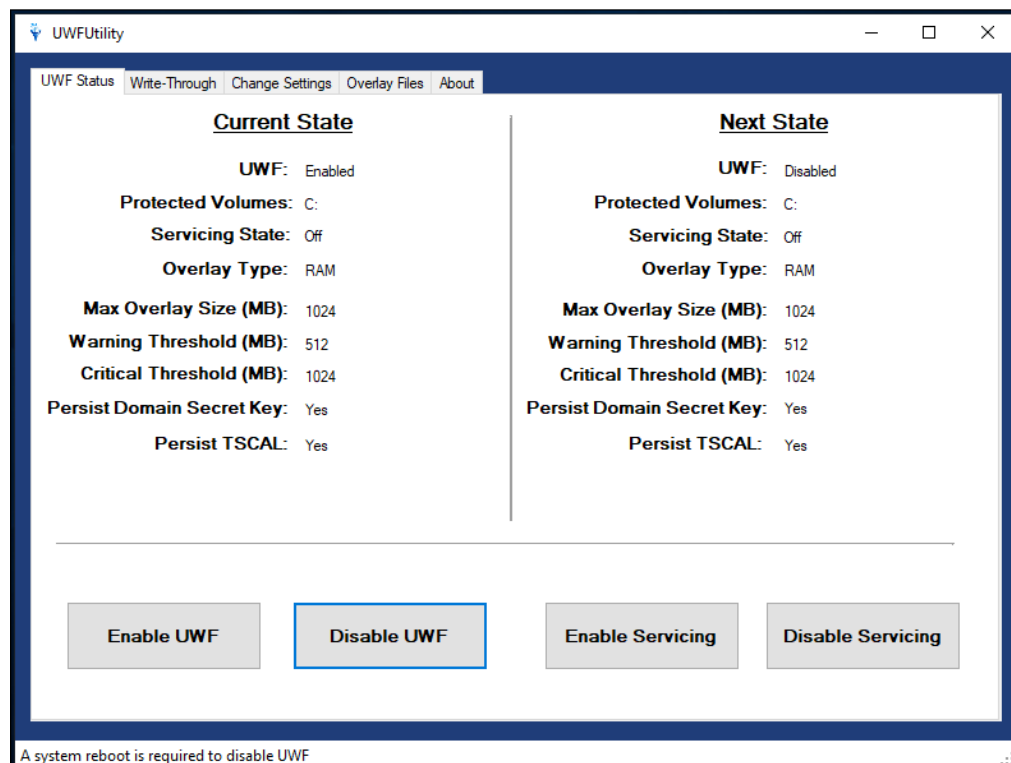 UWFUtility
UWF Status Write-Through Change Settings Overlay Files About
Current State
UWF: Enabled
Protected Volumes: C:
Servicing State: Off
Overlay Type: RAM
Max Overlay Size (MB): 1024
Warning Threshold (MB): 512
Critical Threshold (MB): 1024
Persist Domain Secret Key: Yes
Persist TSCAL: Yes
Next State
UWF: Disabled
Protected Volumes: C:
Servicing State: Off
Overlay Type: RAM
Max Overlay Size (MB): 1024
Warning Threshold (MB): 512
Critical Threshold (MB): 1024
Persist Domain Secret Key: Yes
Persist TSCAL: Yes
Enable UWF
Disable UWF
Enable Servicing
Disable Servicing
A system reboot is required to disable UWF